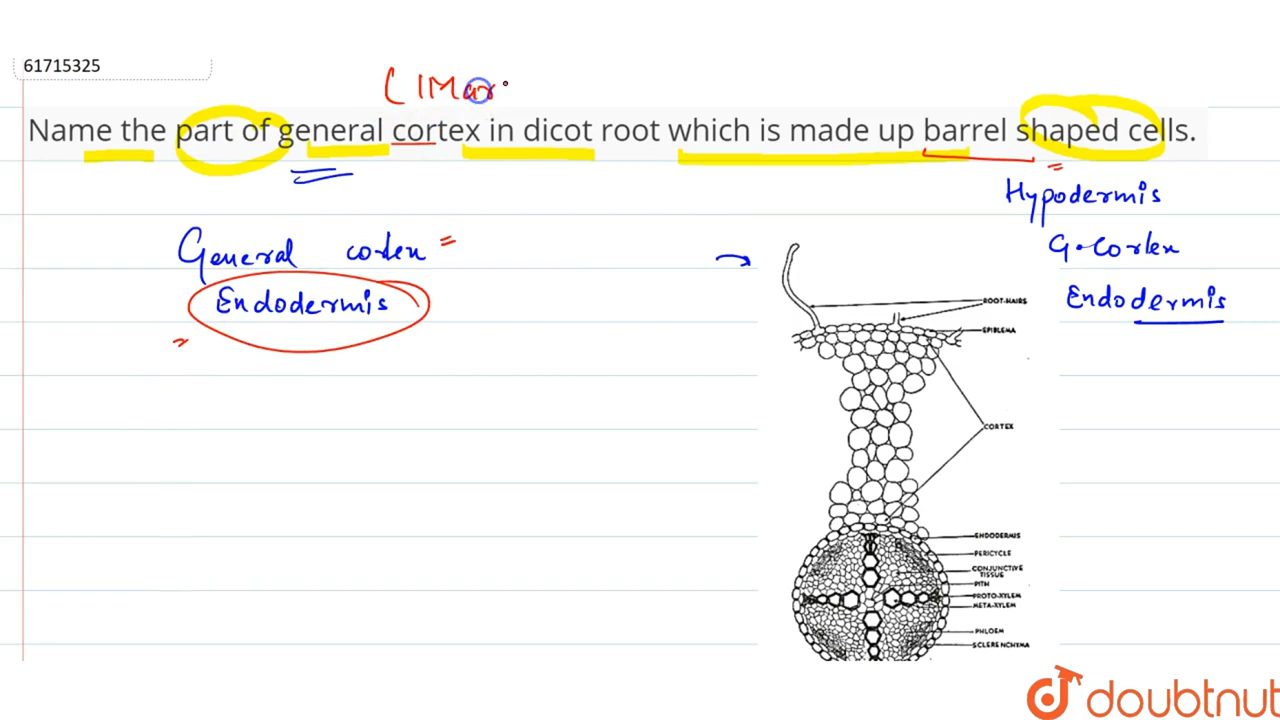 61715325
(1Mar
Name the part of general cortex in dicot root which is made up barrel shaped cells.
Hypodermis
General cortex =
G.Cortex
Endodermis
Endodermis
ROOT-HAIRS
EPIBLEMA
CORTEX
ENDODERMIS
PERICYCLE
CONJUNCTIVE
TISSUE
PITH
PROTO-XYLEM
META-XYLEM
PHLOEM
SCLERENCHYMA
doubtnut